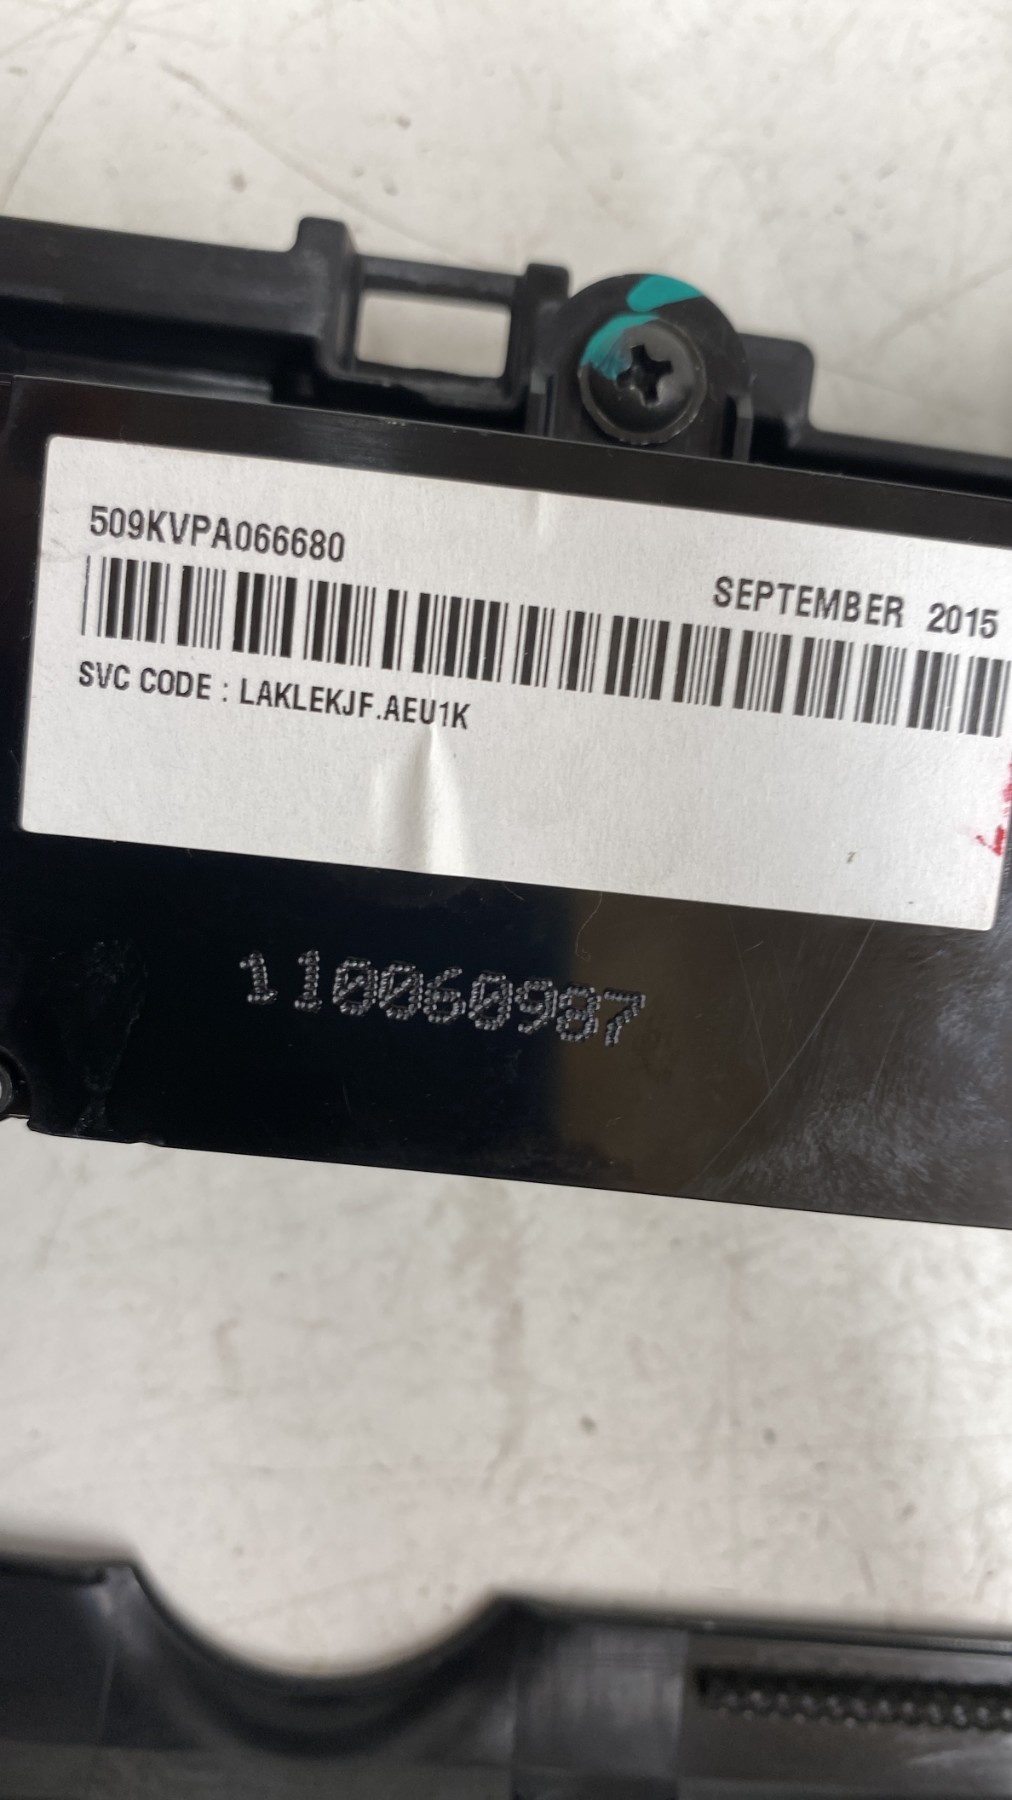 509KVPA066680
SEPTEMBER 2015
SVC CODE : LAKLEKJF.AEU1K
110060987